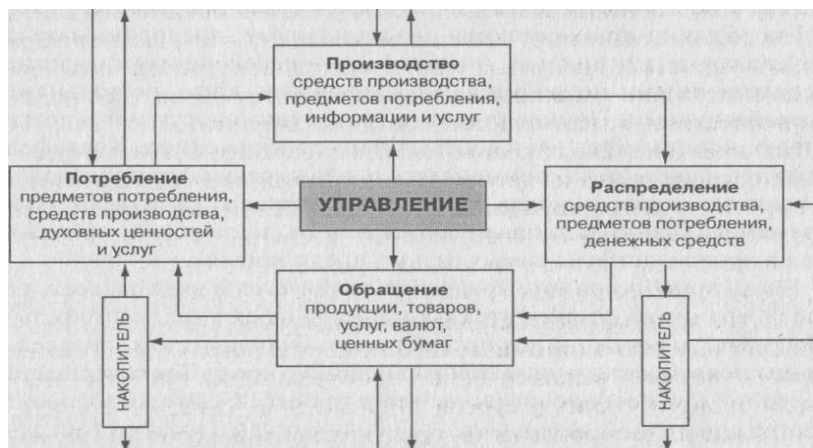 Производство
средств производства,
предметов потребления,
информации и услуг
Потребление
предметов потребления,
средств производства,
духовных ценностей
и услуг
УПРАВЛЕНИЕ
Распределение
средств производства,
предметов потребления,
денежных средств
Обращение
продукции, товаров,
услуг, валют,
ценных бумаг
НАКОПИТЕЛЬ
НАКОПИТЕЛЬ